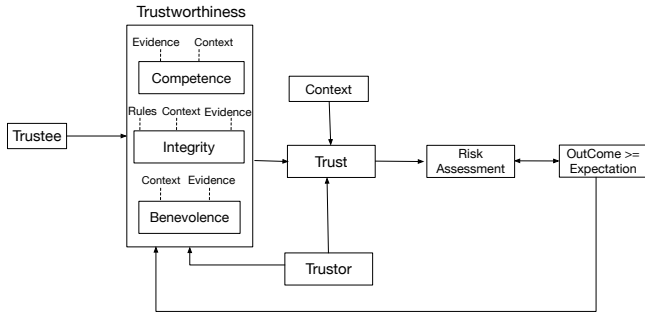 Trustworthiness
Evidence Context
Competence
Context
Rules Context Evidence
Trustee
Integrity
Trust
Risk
Assessment
OutCome >=
Expectation
Context Evidence
Benevolence
Trustor